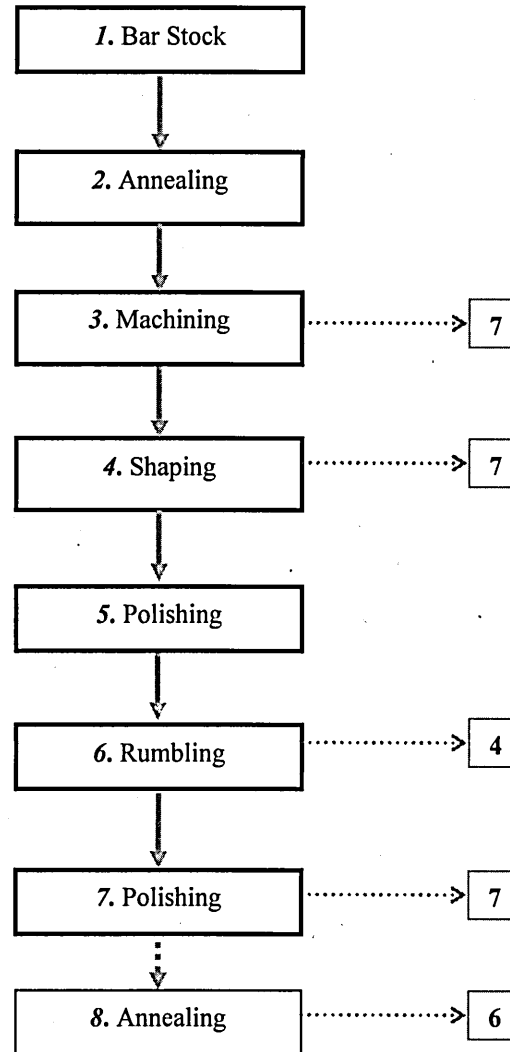 1. Bar Stock
2. Annealing
3. Machining
7
4. Shaping
7
5. Polishing
6. Rumbling
4
7. Polishing
7
8. Annealing
6